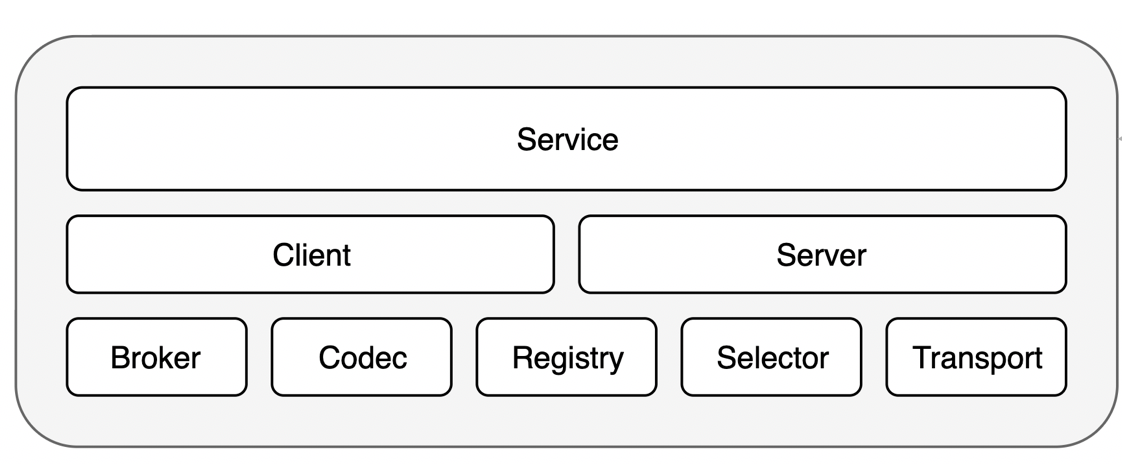 Service
Client Server
Broker Codec Registry Selector Transport